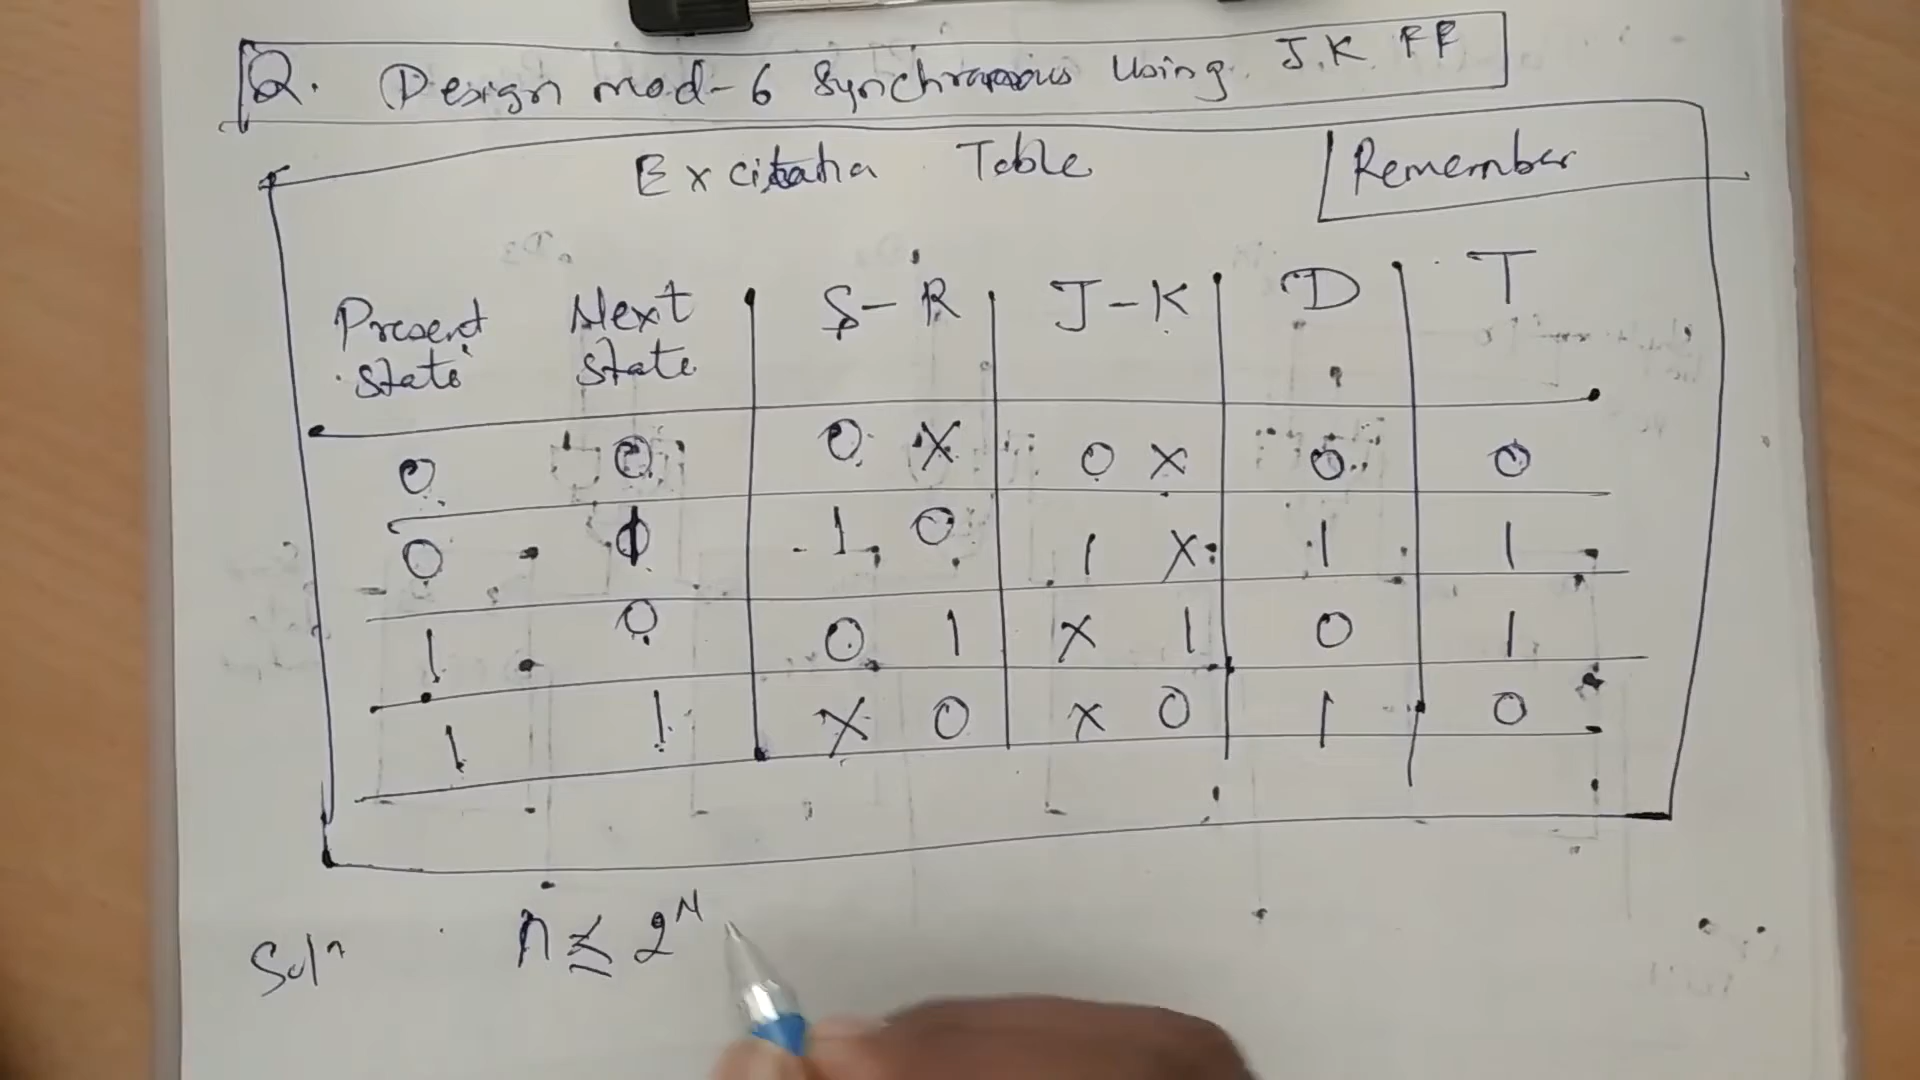 Q. Design mod-6 Synchronous Using J.K FF
Excitation Table
Remember
Present state Next state S-R J-K D T
0 0 0 X 0 X 0 0
0 1 1 0 1 X 1 1
1 0 0 1 X 1 0 1
1 1 X 0 X 0 1 0
Solⁿ n ≤ 2^N